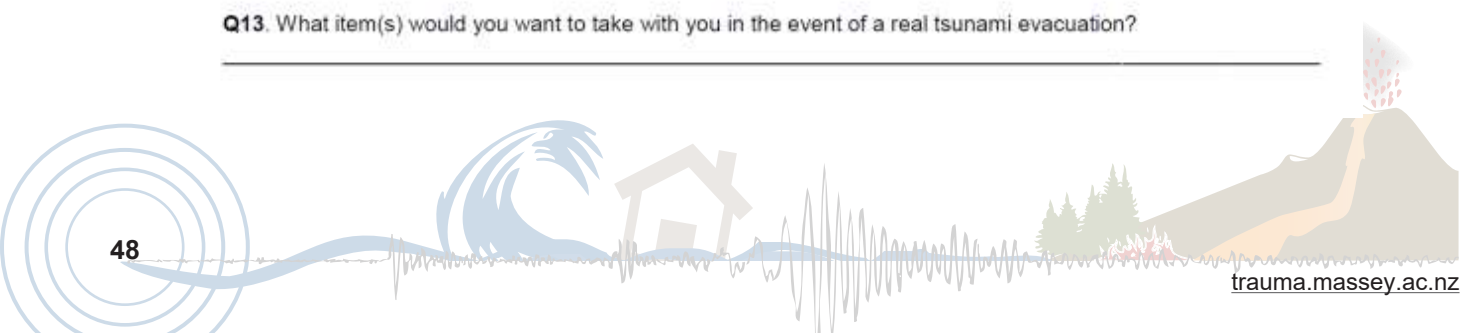 Q13. What item(s) would you want to take with you in the event of a real tsunami evacuation?
48
trauma.massey.ac.nz